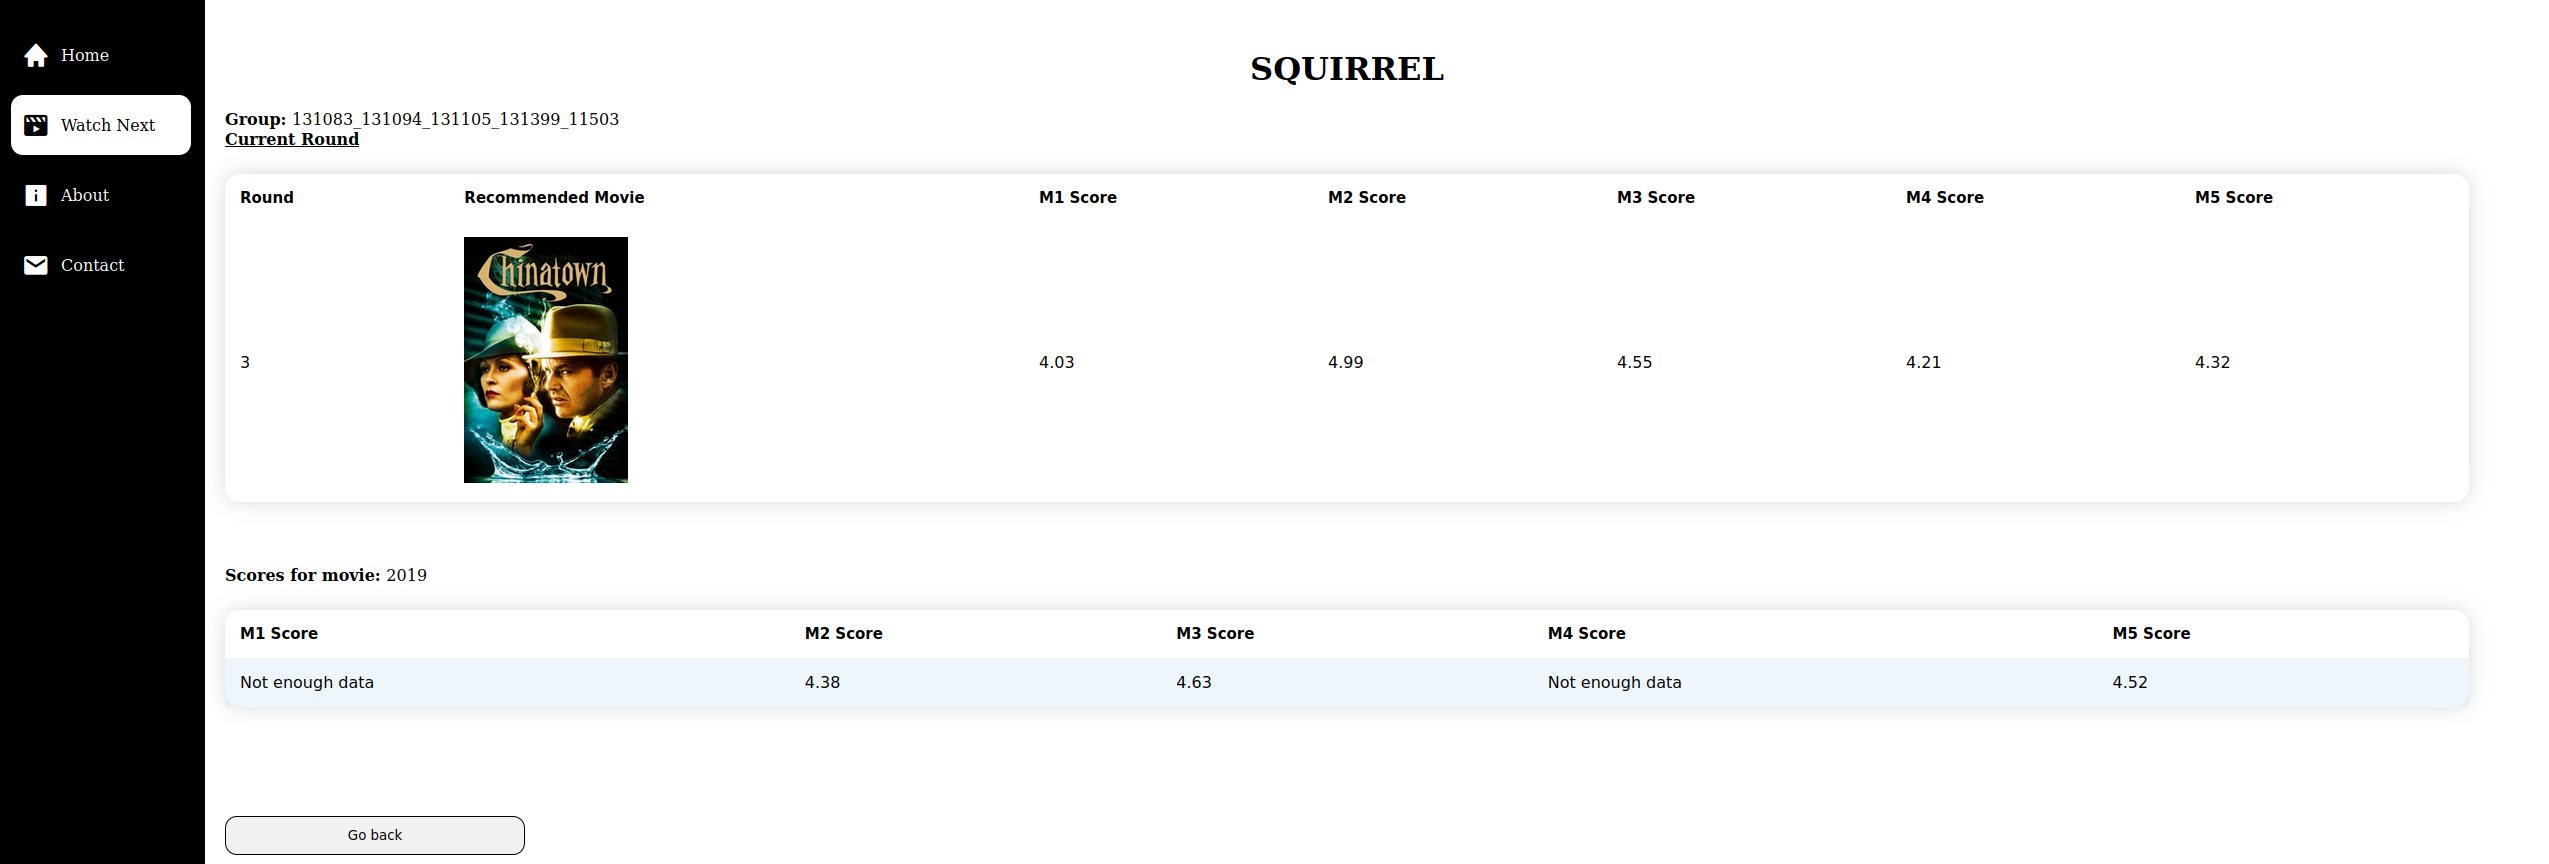 Home
Watch Next
About
Contact
SQUIRREL
Group: 131083_131094_131105_131399_11503
Current Round
Round Recommended Movie M1 Score M2 Score M3 Score M4 Score M5 Score
Chinatown
3 4.03 4.99 4.55 4.21 4.32
Scores for movie: 2019
M1 Score M2 Score M3 Score M4 Score M5 Score
Not enough data 4.38 4.63 Not enough data 4.52
Go back